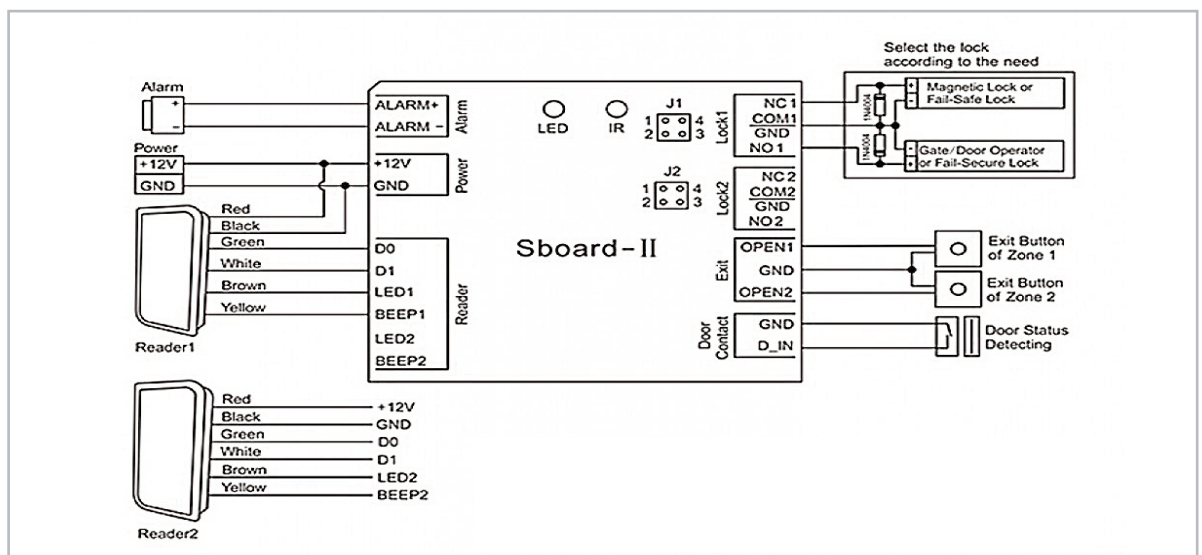 Select the lock
according to the need
Alarm
+
−
Power
+12V
GND
Red
Black
Green
White
Brown
Yellow
Reader1
ALARM+
ALARM -
Alarm
+12V
GND
Power
D0
D1
LED1
BEEP1
LED2
BEEP2
Reader
LED
IR
J1
1 4
2 3
J2
1 4
2 3
Sboard-II
NC1
COM1
GND
NO1
Lock1
NC2
COM2
GND
NO2
Lock2
OPEN1
GND
OPEN2
Exit
GND
D_IN
Door
Contact
1N4004
1N4004
+
-
Magnetic Lock or
Fail-Safe Lock
-
+
Gate/Door Operator
or Fail-Secure Lock
Exit Button
of Zone 1
Exit Button
of Zone 2
Door Status
Detecting
Red
Black
Green
White
Brown
Yellow
+12V
GND
D0
D1
LED2
BEEP2
Reader2